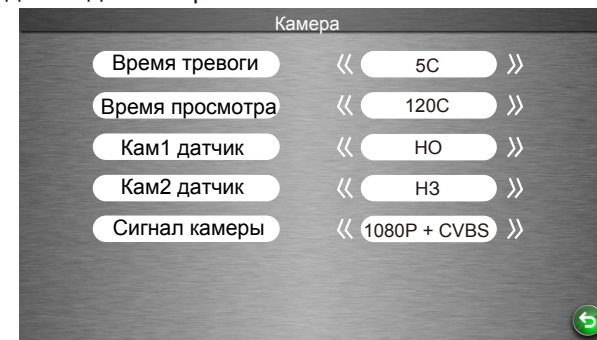 Камера
Время тревоги « 5С »
Время просмотра « 120С »
Кам1 датчик « НО »
Кам2 датчик « НЗ »
Сигнал камеры « 1080P + CVBS »